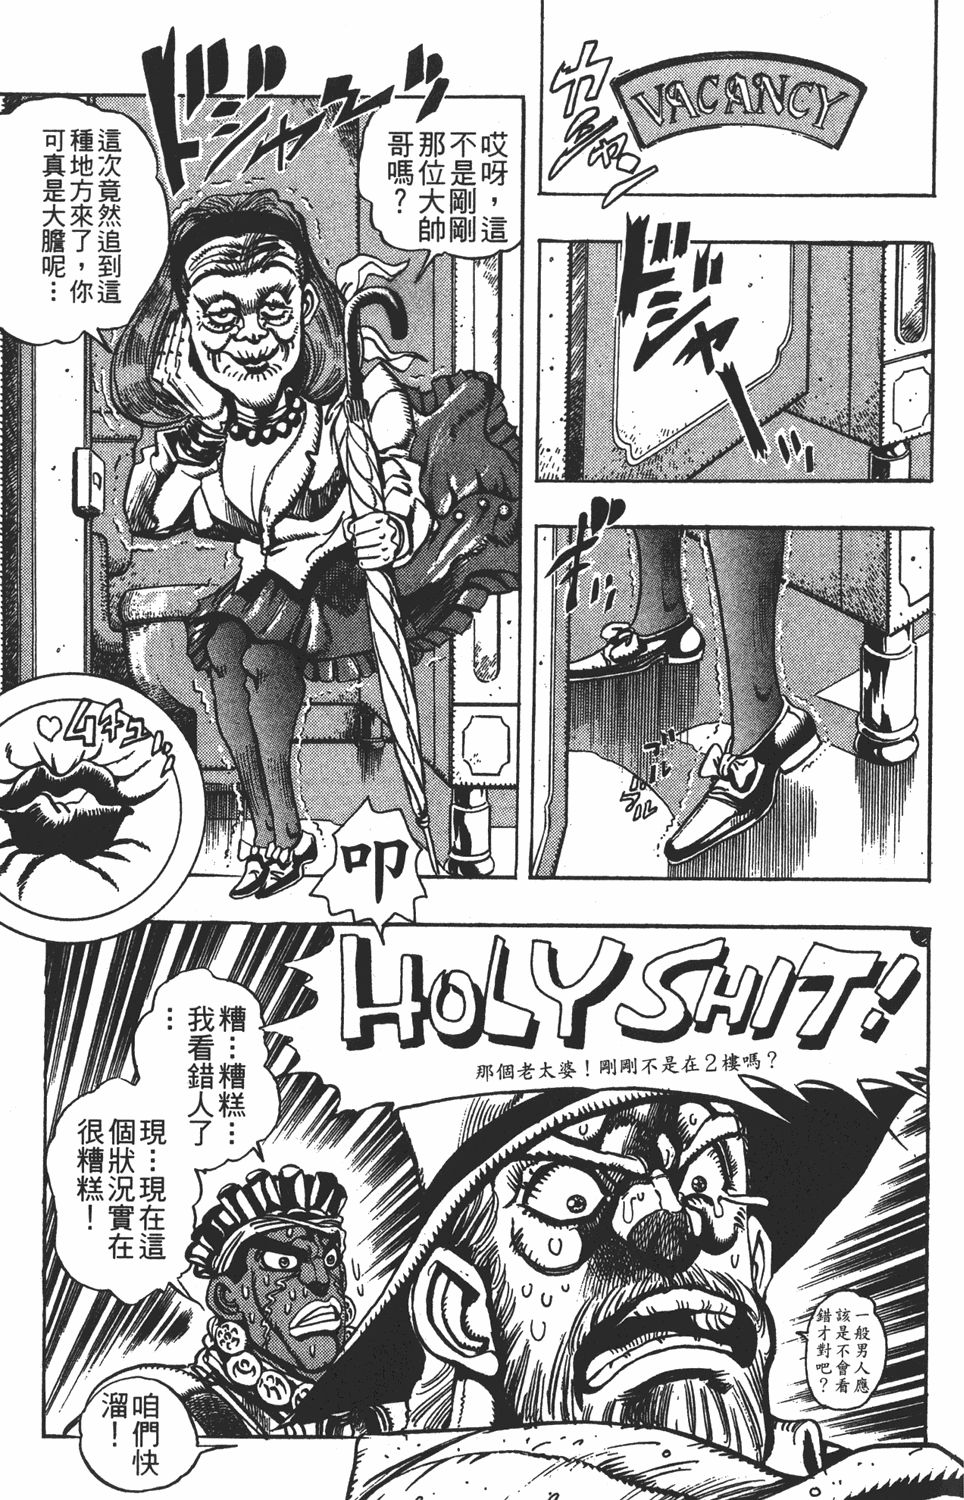 VACANCY
ドジャーッ
ドジャーーッ
哎呀，這
不是剛剛
那位大帥
哥嗎？
這次竟然追到這
種地方來了，你
可真是大膽呢…
ブルブル
♡ムチュ
叩
HOLY SHIT!
那個老太婆！剛剛不是在2樓嗎？
糟…糟糕…
我看錯人了
…
現…現在這
個狀況實在
很糟糕！
一般男人應
該是不會看
錯才對吧？
咱們快
溜！